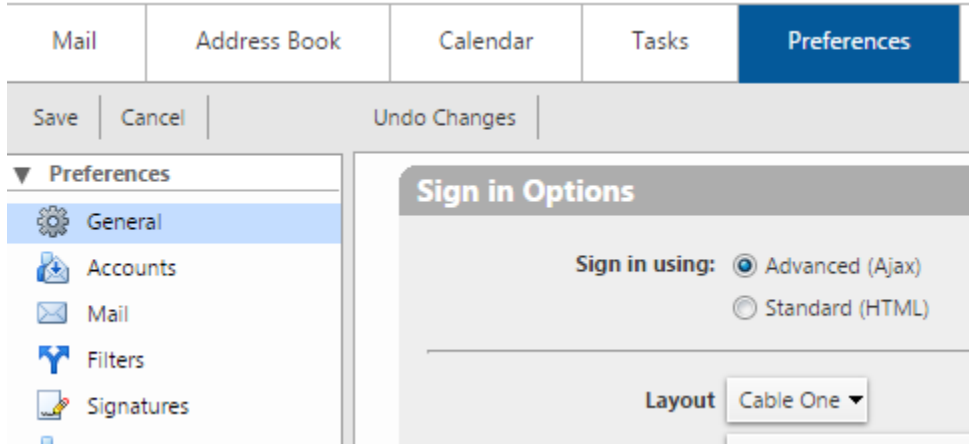 Mail Address Book Calendar Tasks Preferences
Save Cancel Undo Changes
Preferences
General
Accounts
Mail
Filters
Signatures
Sign in Options
Sign in using: Advanced (Ajax)
Standard (HTML)
Layout Cable One